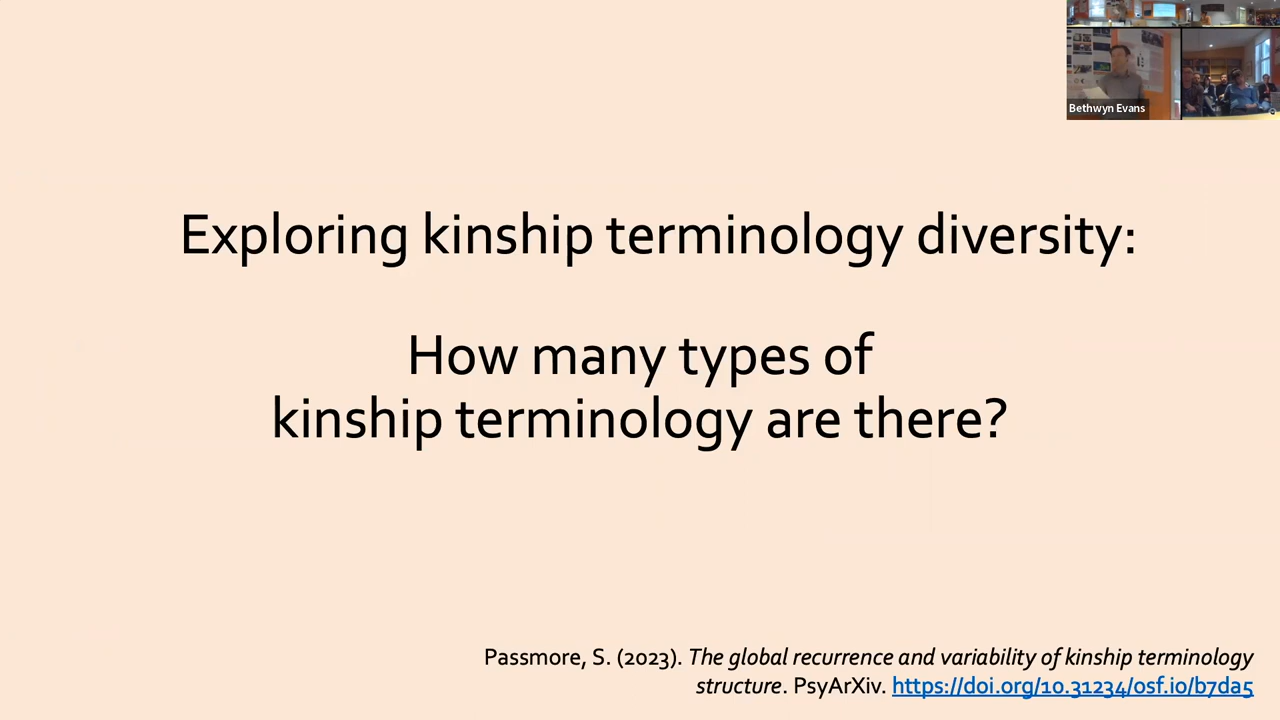 Bethwyn Evans
Exploring kinship terminology diversity:
How many types of
kinship terminology are there?
Passmore, S. (2023). The global recurrence and variability of kinship terminology
structure. PsyArXiv. https://doi.org/10.31234/osf.io/b7da5